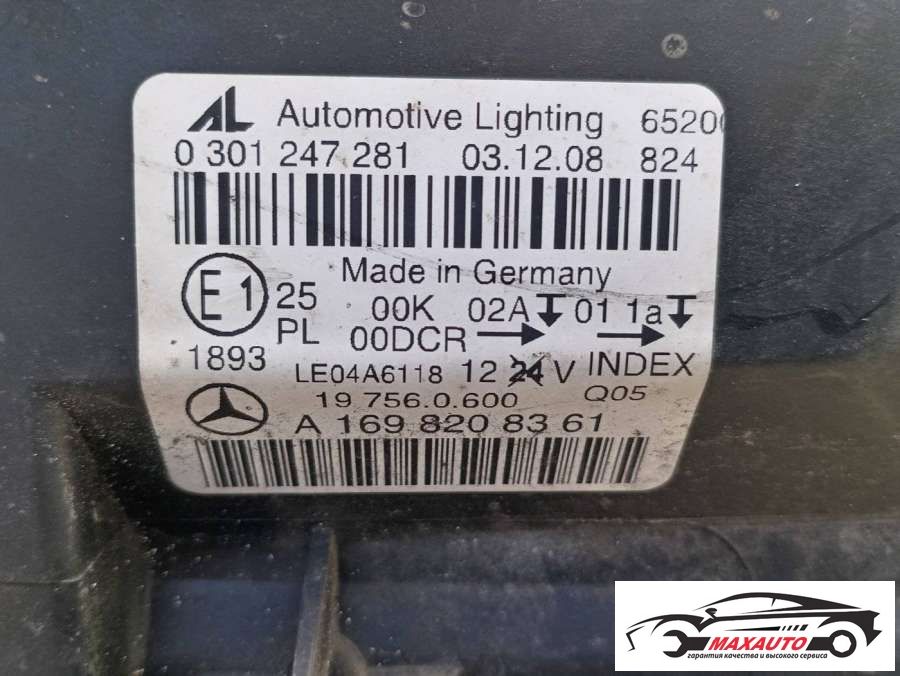 AL Automotive Lighting 6520
0 301 247 281 03.12.08 824
Made in Germany
E1 25 00K 02A 01 1a
PL 00DCR
1893 LE04A6118 12 24 V INDEX
19 756.0.600 Q05
A 169 820 83 61
MAXAUTO
гарантия качества и высокого сервиса